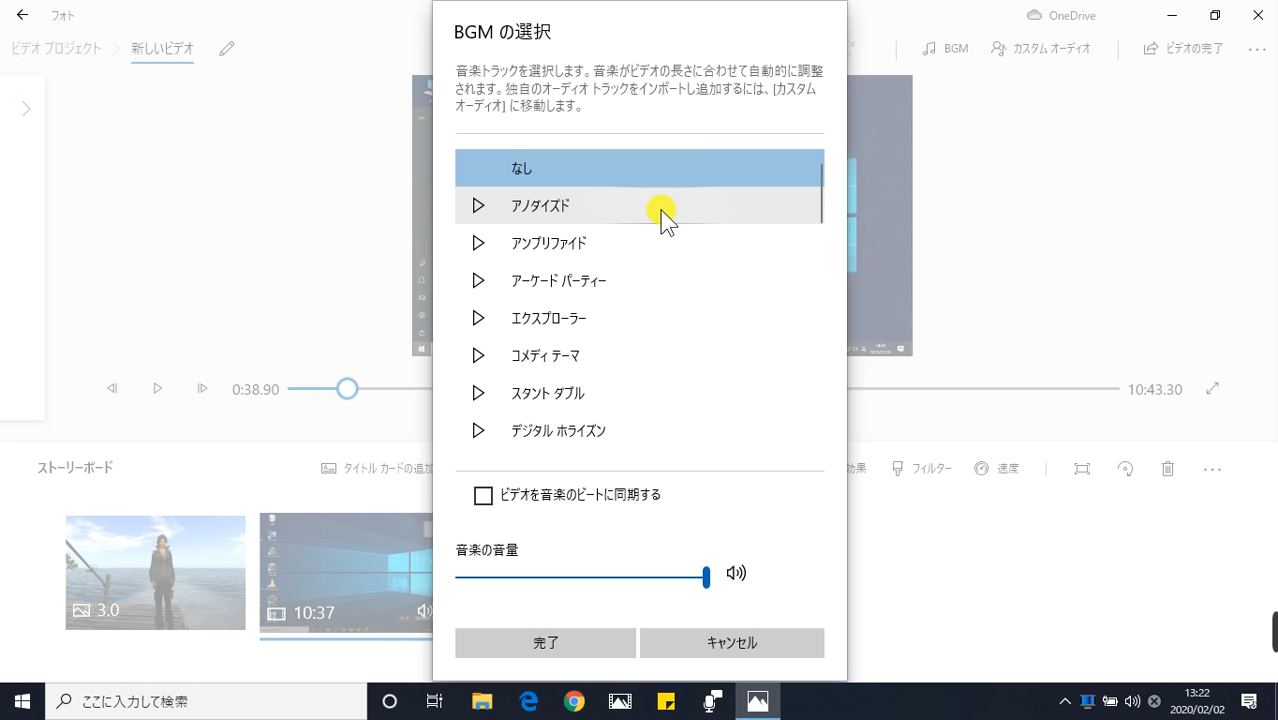 フォト
OneDrive
ビデオ プロジェクト
新しいビデオ
BGM
カスタム オーディオ
ビデオの完了
BGM の選択
音楽トラックを選択します。音楽がビデオの長さに合わせて自動的に調整
されます。独自のオーディオ トラックをインポートし追加するには、[カスタム
オーディオ] に移動します。
なし
アノダイズド
アンプリファイド
アーケード パーティー
エクスプローラー
コメディ テーマ
スタント ダブル
デジタル ホライズン
0:38.90
10:43.30
ストーリーボード
タイトル カードの追加
効果
フィルター
速度
ビデオを音楽のビートに同期する
音楽の音量
3.0
10:37
完了
キャンセル
ここに入力して検索
13:22
2020/02/02